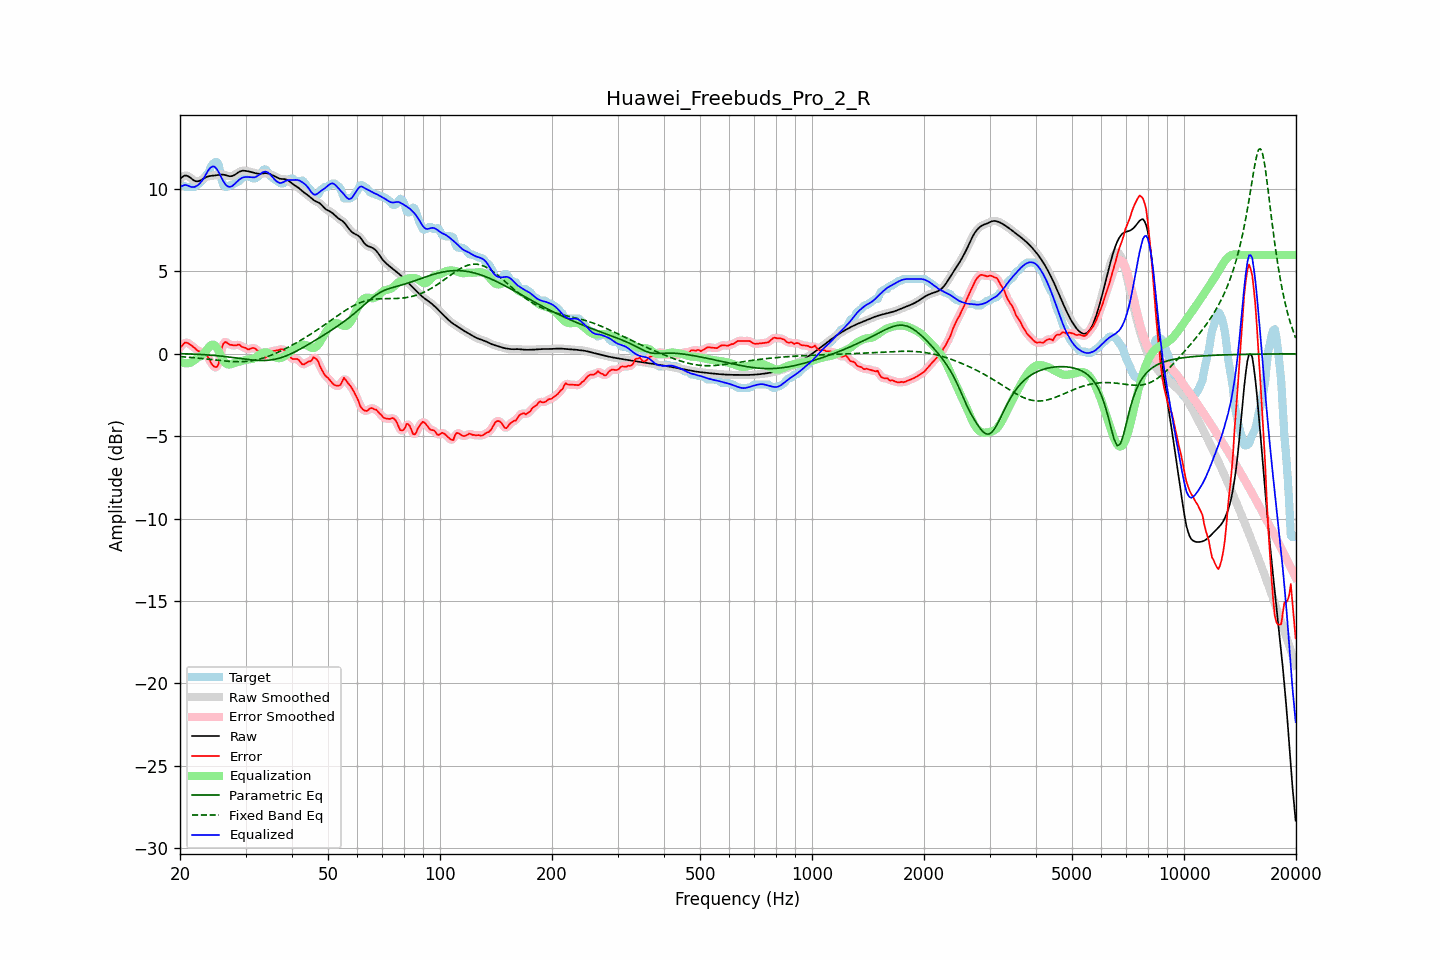 Huawei_Freebuds_Pro_2_R
Amplitude (dBr)
10
5
0
−5
−10
−15
−20
−25
−30
Target
Raw Smoothed
Error Smoothed
Raw
Error
Equalization
Parametric Eq
Fixed Band Eq
Equalized
20 50 100 200 500 1000 2000 5000 10000 20000
Frequency (Hz)